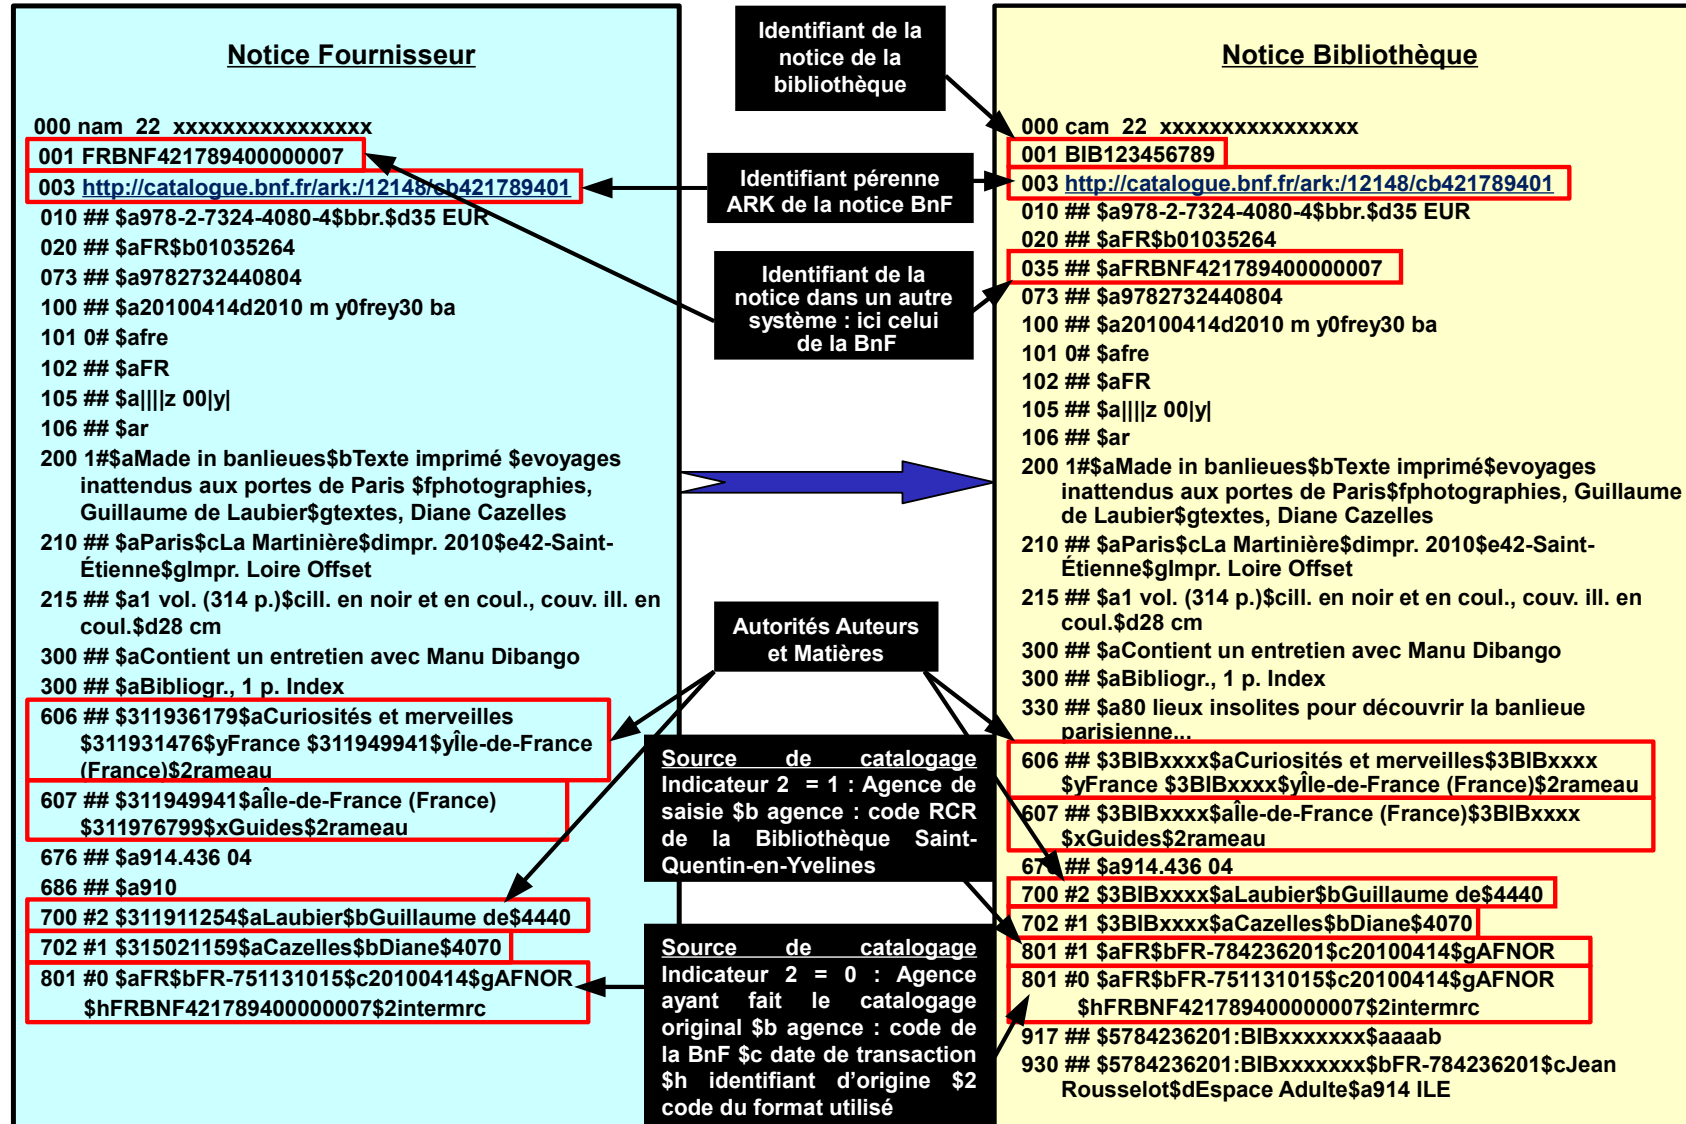 Notice Fournisseur
000 nam  22  xxxxxxxxxxxxxxxx
001 FRBNF421789400000007
003 http://catalogue.bnf.fr/ark:/12148/cb421789401
010 ## $a978-2-7324-4080-4$bbr.$d35 EUR
020 ## $aFR$b01035264
073 ## $a9782732440804
100 ## $a20100414d2010 m y0frey30 ba
101 0# $afre
102 ## $aFR
105 ## $a||||z 00|y|
106 ## $ar
200 1#$aMade in banlieues$bTexte imprimé $evoyages
inattendus aux portes de Paris $fphotographies,
Guillaume de Laubier$gtextes, Diane Cazelles
210 ## $aParis$cLa Martinière$dimpr. 2010$e42-Saint-
Étienne$gImpr. Loire Offset
215 ## $a1 vol. (314 p.)$cill. en noir et en coul., couv. ill. en
coul.$d28 cm
300 ## $aContient un entretien avec Manu Dibango
300 ## $aBibliogr., 1 p. Index
606 ## $311936179$aCuriosités et merveilles
$311931476$yFrance $311949941$yÎle-de-France
(France)$2rameau
607 ## $311949941$aÎle-de-France (France)
$311976799$xGuides$2rameau
676 ## $a914.436 04
686 ## $a910
700 #2 $311911254$aLaubier$bGuillaume de$4440
702 #1 $315021159$aCazelles$bDiane$4070
801 #0 $aFR$bFR-751131015$c20100414$gAFNOR
$hFRBNF421789400000007$2intermrc
Identifiant de la
notice de la
bibliothèque
Identifiant pérenne
ARK de la notice BnF
Identifiant de la
notice dans un autre
système : ici celui
de la BnF
Autorités Auteurs
et Matières
Source de catalogage
Indicateur 2 = 1 : Agence de
saisie $b agence : code RCR
de la Bibliothèque Saint-
Quentin-en-Yvelines
Source de catalogage
Indicateur 2 = 0 : Agence
ayant fait le catalogage
original $b agence : code de
la BnF $c date de transaction
$h identifiant d'origine $2
code du format utilisé
Notice Bibliothèque
000 cam  22  xxxxxxxxxxxxxxxx
001 BIB123456789
003 http://catalogue.bnf.fr/ark:/12148/cb421789401
010 ## $a978-2-7324-4080-4$bbr.$d35 EUR
020 ## $aFR$b01035264
035 ## $aFRBNF421789400000007
073 ## $a9782732440804
100 ## $a20100414d2010 m y0frey30 ba
101 0# $afre
102 ## $aFR
105 ## $a||||z 00|y|
106 ## $ar
200 1#$aMade in banlieues$bTexte imprimé$evoyages
inattendus aux portes de Paris$fphotographies, Guillaume
de Laubier$gtextes, Diane Cazelles
210 ## $aParis$cLa Martinière$dimpr. 2010$e42-Saint-
Étienne$gImpr. Loire Offset
215 ## $a1 vol. (314 p.)$cill. en noir et en coul., couv. ill. en
coul.$d28 cm
300 ## $aContient un entretien avec Manu Dibango
300 ## $aBibliogr., 1 p. Index
330 ## $a80 lieux insolites pour découvrir la banlieue
parisienne...
606 ## $3BIBxxxx$aCuriosités et merveilles$3BIBxxxx
$yFrance $3BIBxxxx$yÎle-de-France (France)$2rameau
607 ## $3BIBxxxx$aÎle-de-France (France)$3BIBxxxx
$xGuides$2rameau
676 ## $a914.436 04
700 #2 $3BIBxxxx$aLaubier$bGuillaume de$4440
702 #1 $3BIBxxxx$aCazelles$bDiane$4070
801 #1 $aFR$bFR-784236201$c20100414$gAFNOR
801 #0 $aFR$bFR-751131015$c20100414$gAFNOR
$hFRBNF421789400000007$2intermrc
917 ## $5784236201:BIBxxxxxxx$aaaab
930 ## $5784236201:BIBxxxxxxx$bFR-784236201$cJean
Rousselot$dEspace Adulte$a914 ILE